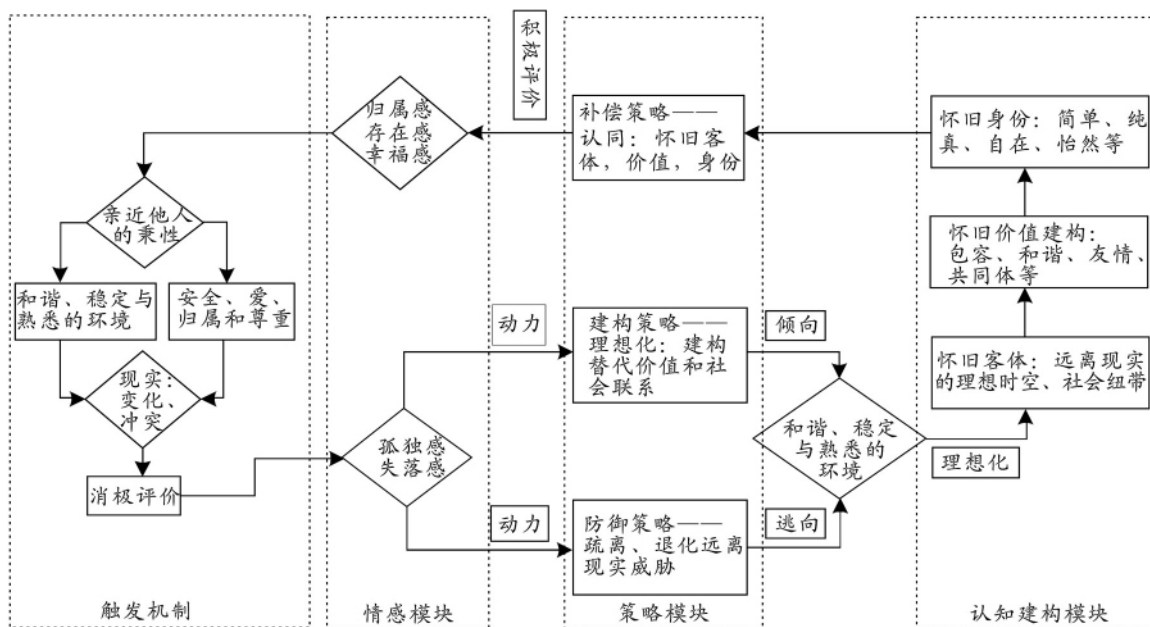 积极评价
归属感
存在感
幸福感
补偿策略——
认同：怀旧客
体，价值，身份
怀旧身份：简单、纯
真、自在、怡然等
亲近他人
的秉性
怀旧价值建构：
包容、和谐、友情、
共同体等
和谐、稳定与
熟悉的环境
安全、爱、
归属和尊重
动力
建构策略——
理想化：建构
替代价值和社
会联系
倾向
怀旧客体：远离现实
的理想时空、社会纽带
现实：
变化、
冲突
孤独感
失落感
和谐、稳定
与熟悉的
环境
理想化
消极评价
动力
防御策略——
疏离、退化远离
现实威胁
逃向
触发机制
情感模块
策略模块
认知建构模块